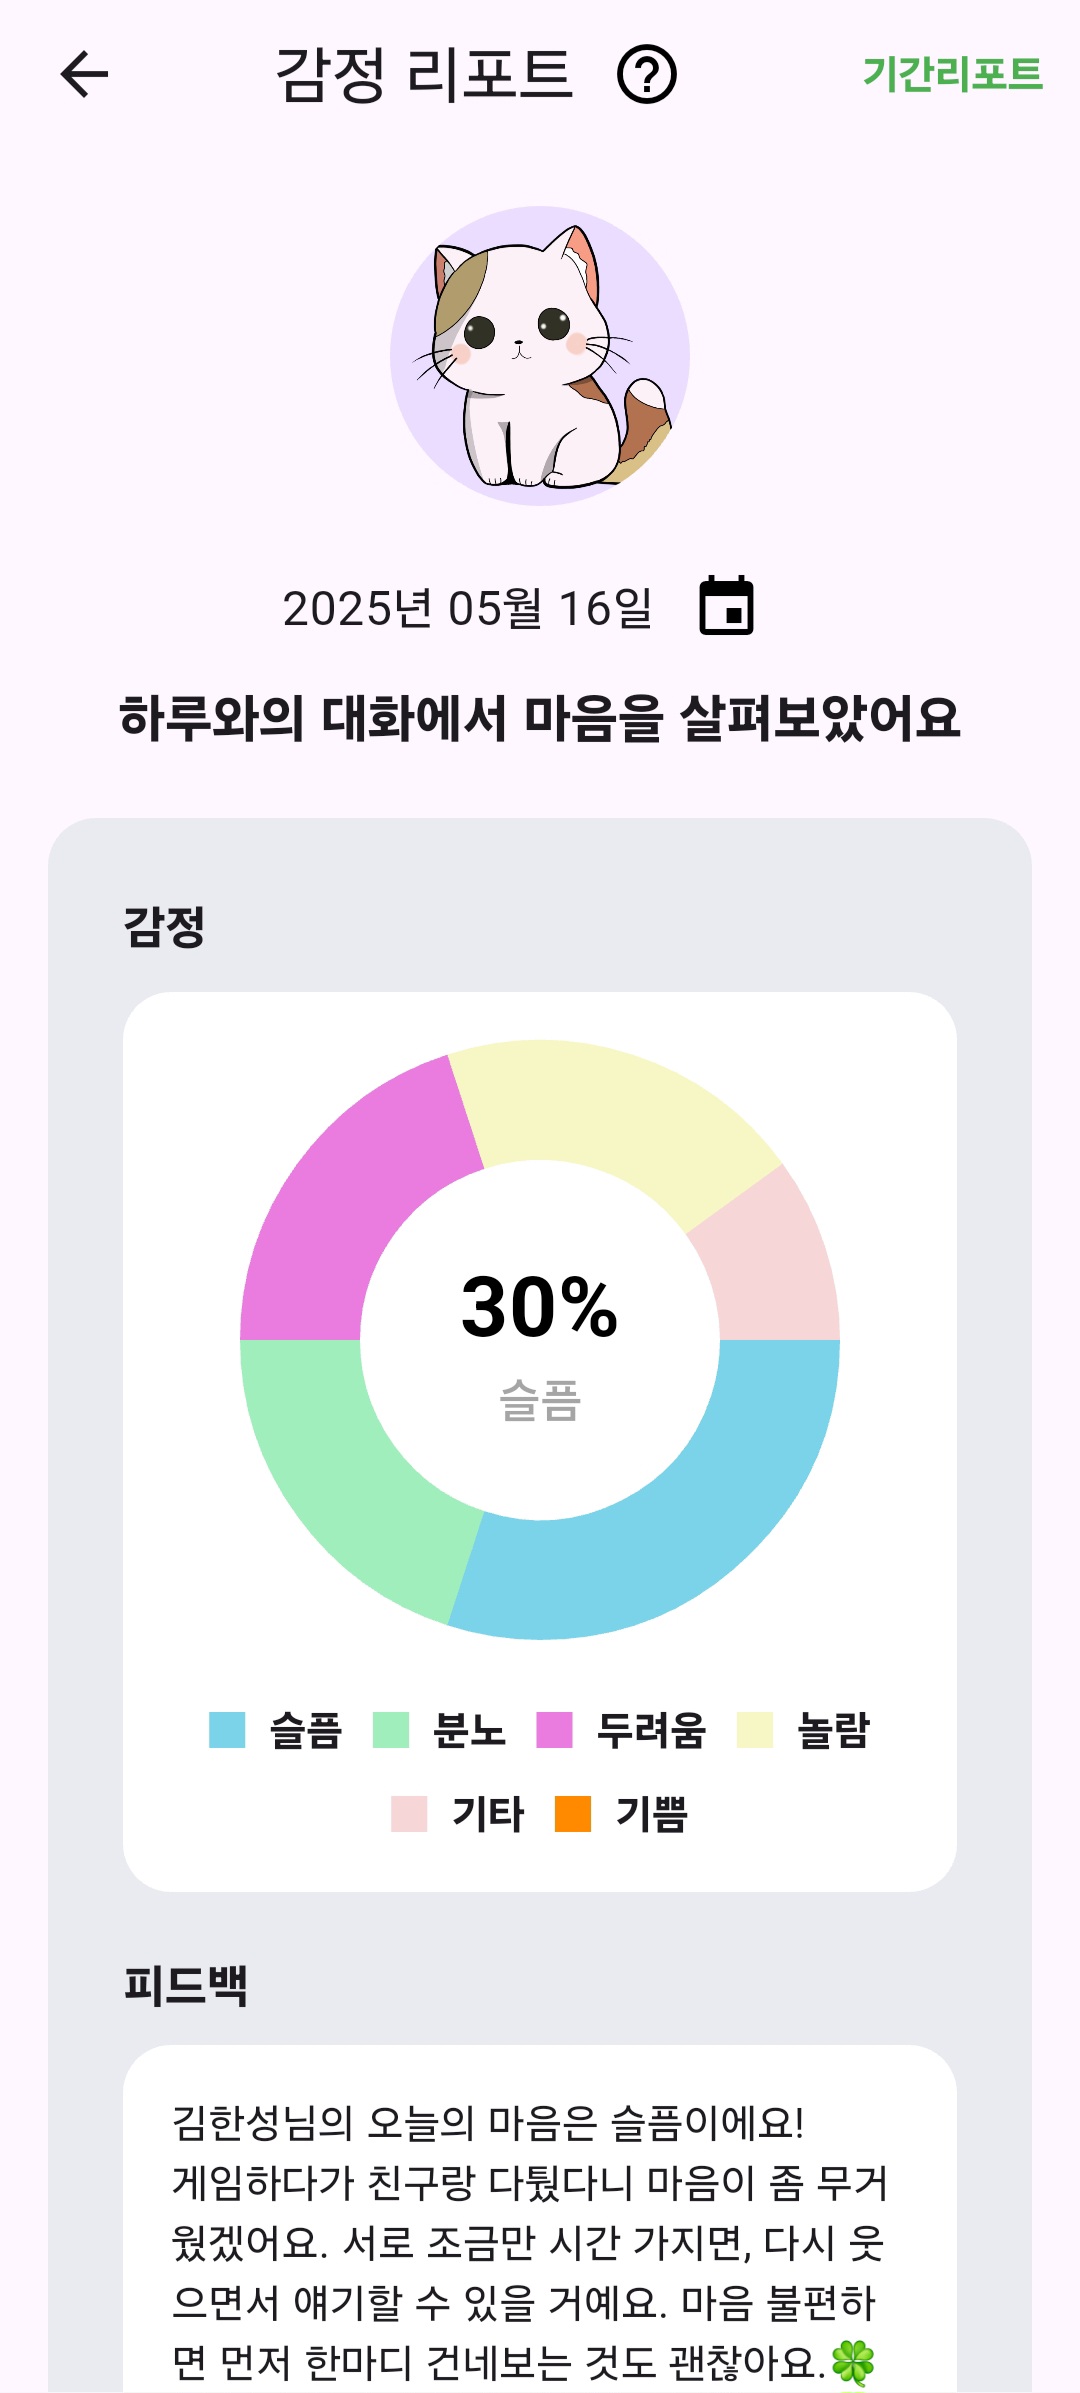 감정 리포트
기간리포트
2025년 05월 16일
하루와의 대화에서 마음을 살펴보았어요
감정
30%
슬픔
슬픔 분노 두려움 놀람
기타 기쁨
피드백
김한성님의 오늘의 마음은 슬픔이에요!
게임하다가 친구랑 다퉜다니 마음이 좀 무거
웠겠어요. 서로 조금만 시간 가지면, 다시 웃
으면서 얘기할 수 있을 거예요. 마음 불편하
면 먼저 한마디 건네보는 것도 괜찮아요.🍀